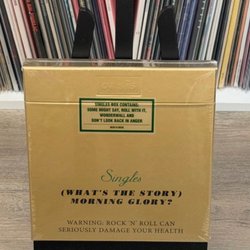 SINGLES BOX CONTAINS:
SOME MIGHT SAY, ROLL WITH IT,
WONDERWALL AND
DON'T LOOK BACK IN ANGER
Singles
(WHAT'S THE STORY)
MORNING GLORY?
WARNING: ROCK 'N' ROLL CAN
SERIOUSLY DAMAGE YOUR HEALTH